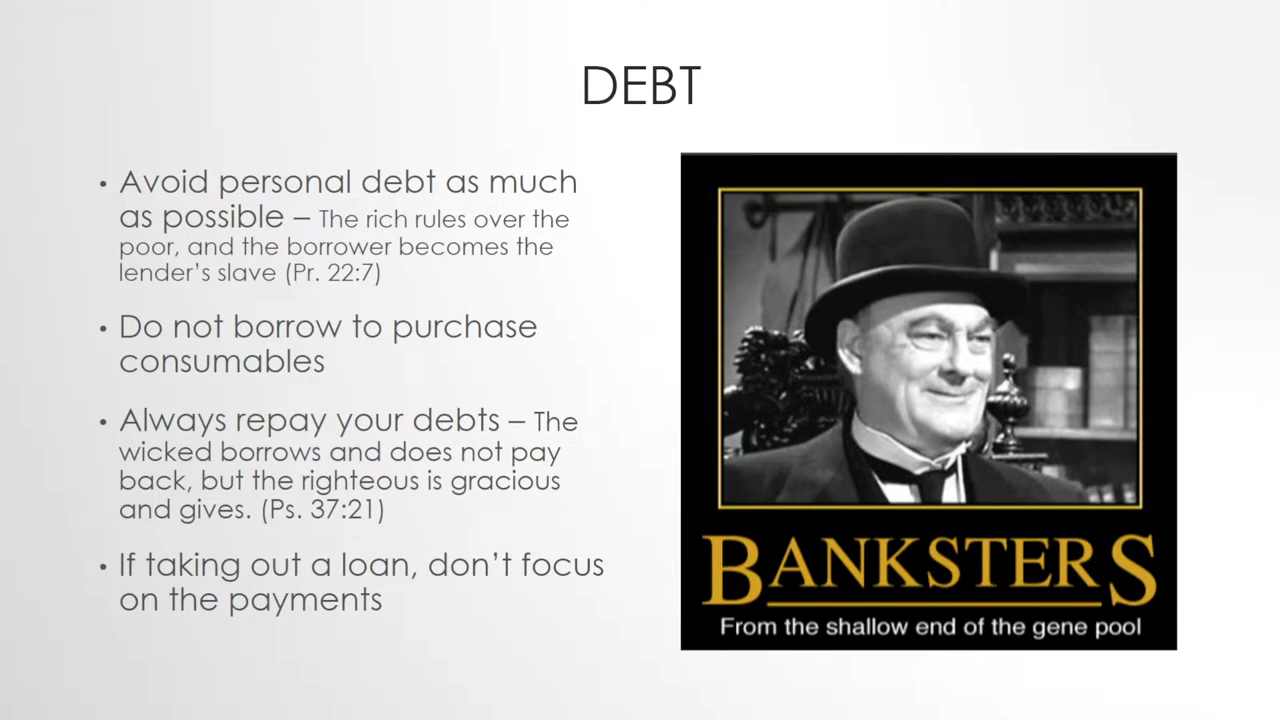 DEBT
• Avoid personal debt as much
as possible – The rich rules over the
poor, and the borrower becomes the
lender's slave (Pr. 22:7)
• Do not borrow to purchase
consumables
• Always repay your debts – The
wicked borrows and does not pay
back, but the righteous is gracious
and gives. (Ps. 37:21)
• If taking out a loan, don't focus
on the payments
BANKSTERS
From the shallow end of the gene pool